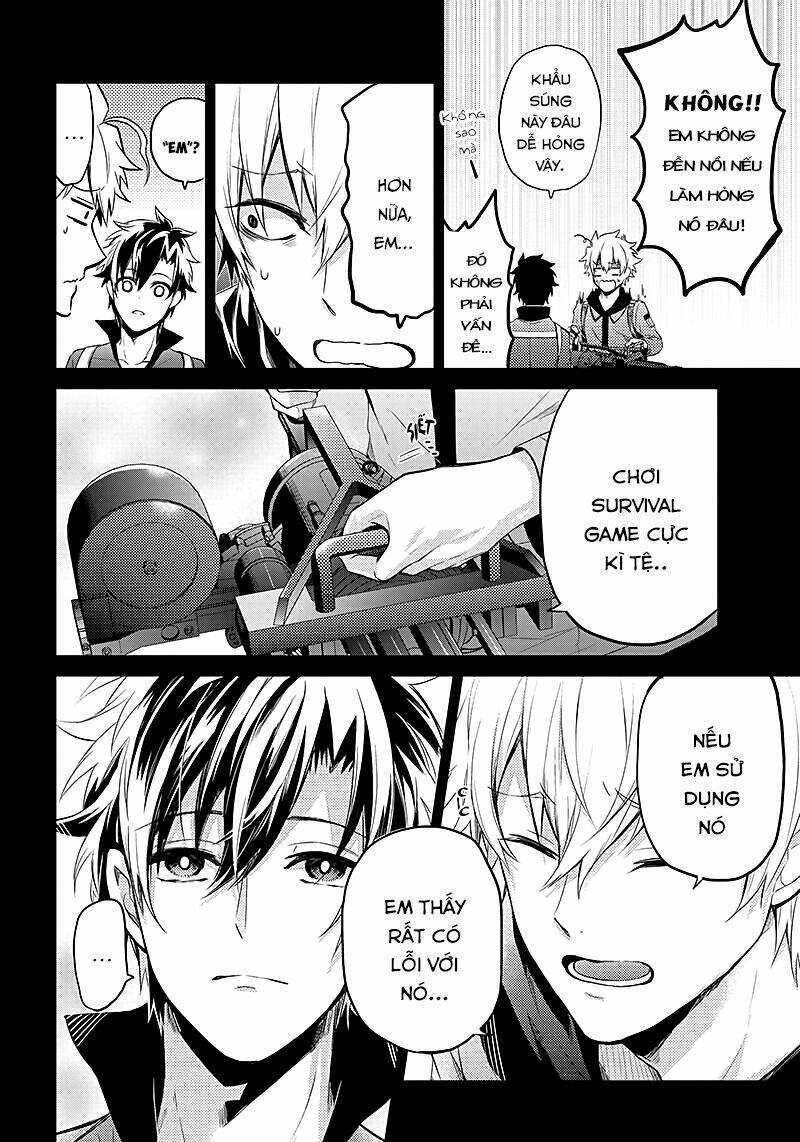 KHÔNG!!
EM KHÔNG
ĐỀN NỔI NẾU
LÀM HỎNG
NÓ ĐÂU!
KHẨU
SÚNG
NÀY ĐÂU
DỄ HỎNG
VẬY.
Không
sao
mà
ĐÓ
KHÔNG
PHẢI
VẤN
ĐỀ...
HƠN
NỮA,
EM...
"EM"?
...
CHƠI
SURVIVAL
GAME CỰC
KÌ TỆ..
SIẾT
NẾU
EM SỬ
DỤNG
NÓ
EM THẤY
RẤT CÓ
LỖI VỚI
NÓ...
...